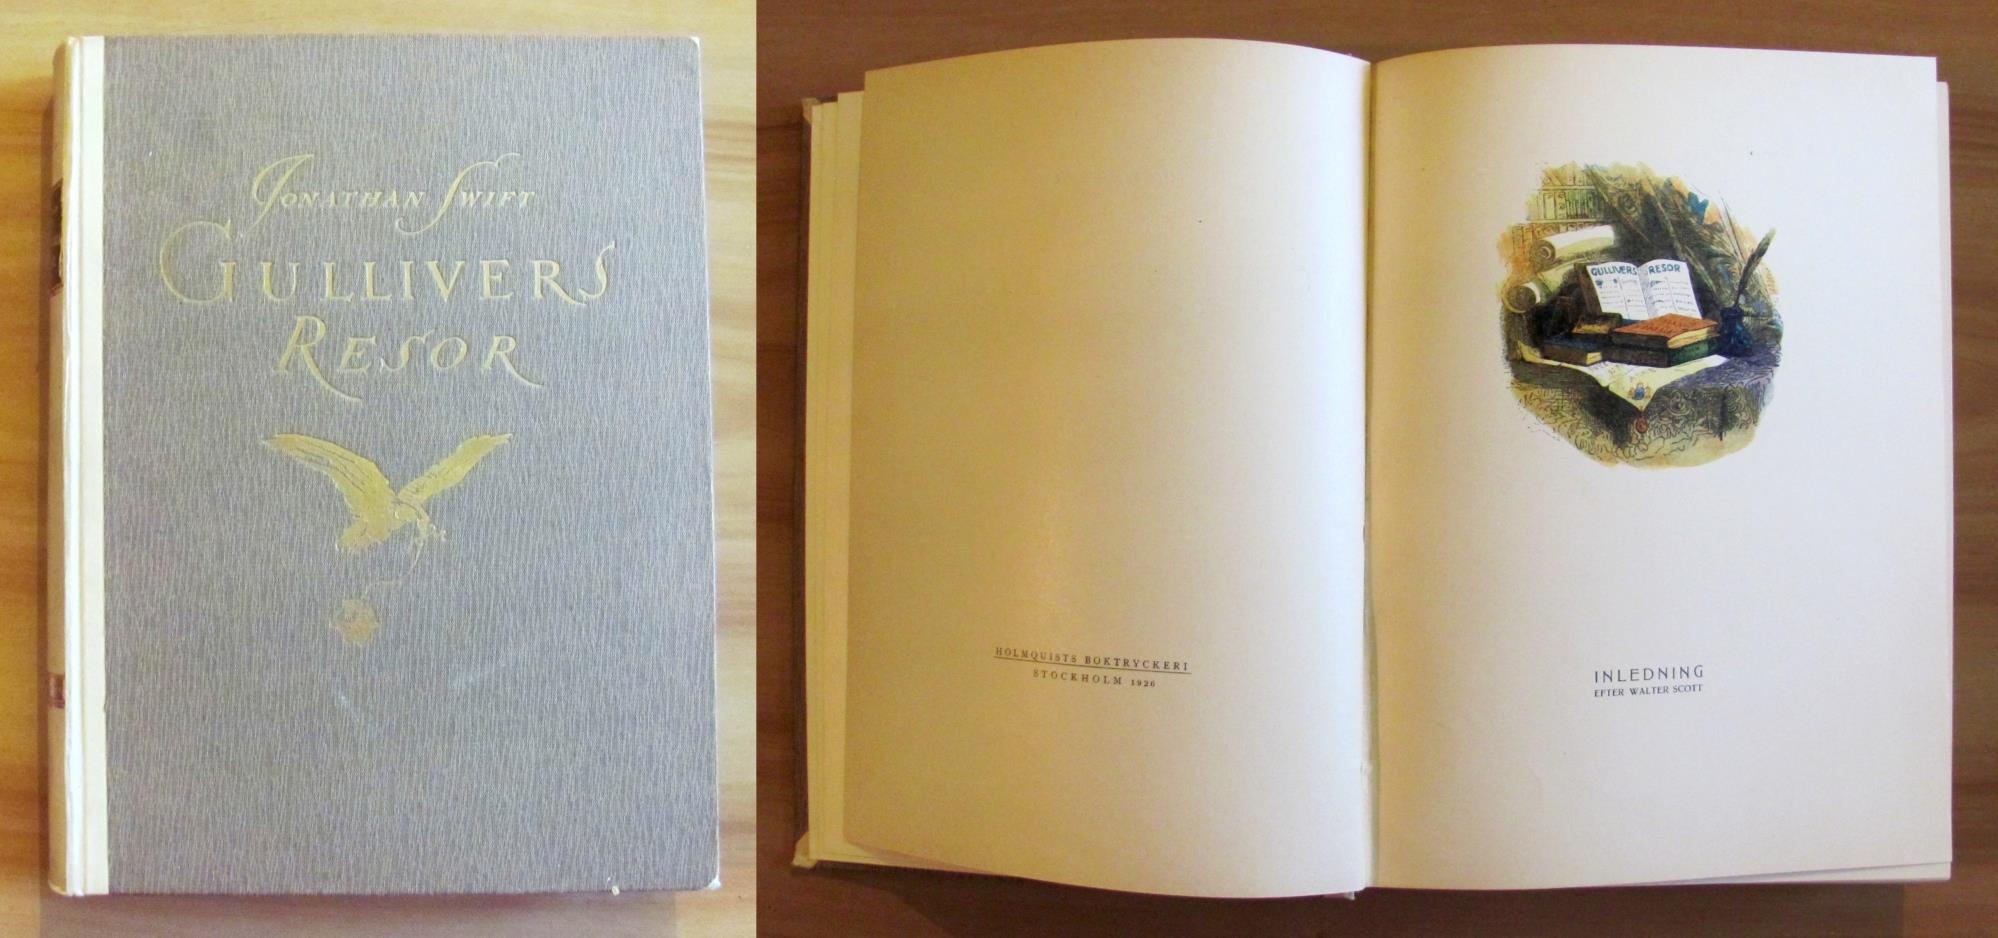 JONATHAN SWIFT
GULLIVERS
RESOR
HOLMQUISTS BOKTRYCKERI
STOCKHOLM 1926
GULLIVERS RESOR
INLEDNING
EFTER WALTER SCOTT